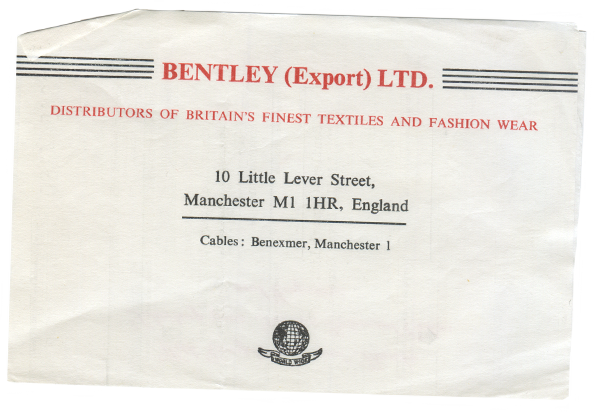 BENTLEY (Export) LTD.
DISTRIBUTORS OF BRITAIN'S FINEST TEXTILES AND FASHION WEAR
10 Little Lever Street,
Manchester M1 1HR, England
Cables: Benexmer, Manchester 1
WORLD WIDE